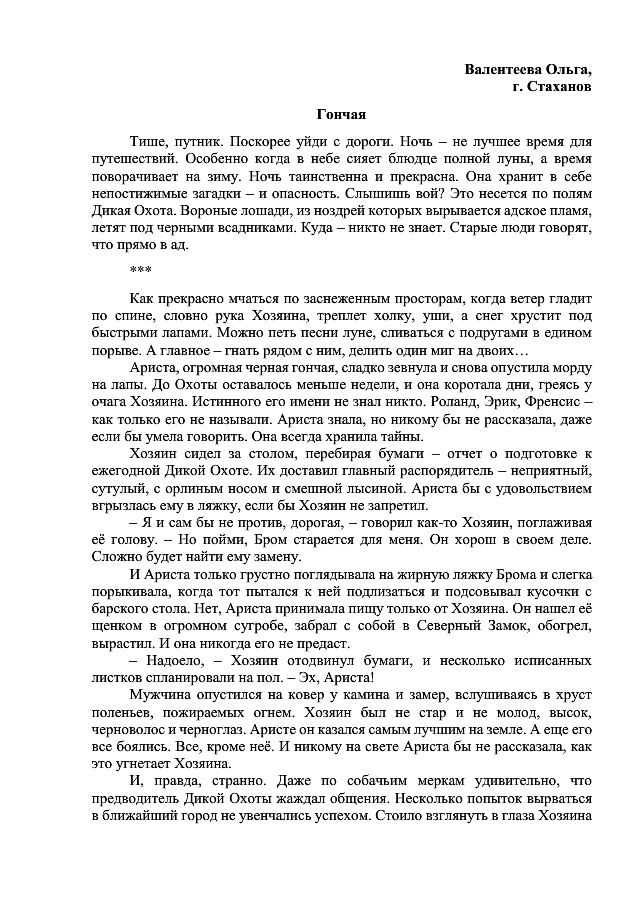 Валентеева Ольга,
г. Стаханов
Гончая
Тише, путник. Поскорее уйди с дороги. Ночь – не лучшее время для
путешествий. Особенно когда в небе сияет блюдце полной луны, а время
поворачивает на зиму. Ночь таинственна и прекрасна. Она хранит в себе
непостижимые загадки – и опасность. Слышишь вой? Это несется по полям
Дикая Охота. Вороные лошади, из ноздрей которых вырывается адское пламя,
летят под черными всадниками. Куда – никто не знает. Старые люди говорят,
что прямо в ад.
***
Как прекрасно мчаться по заснеженным просторам, когда ветер гладит
по спине, словно рука Хозяина, треплет холку, уши, а снег хрустит под
быстрыми лапами. Можно петь песни луне, сливаться с подругами в едином
порыве. А главное – гнать рядом с ним, делить один миг на двоих…
Ариста, огромная черная гончая, сладко зевнула и снова опустила морду
на лапы. До Охоты оставалось меньше недели, и она коротала дни, греясь у
очага Хозяина. Истинного его имени не знал никто. Роланд, Эрик, Френсис –
как только его не называли. Ариста знала, но никому бы не рассказала, даже
если бы умела говорить. Она всегда хранила тайны.
Хозяин сидел за столом, перебирая бумаги – отчет о подготовке к
ежегодной Дикой Охоте. Их доставил главный распорядитель – неприятный,
сутулый, с орлиным носом и смешной лысиной. Ариста бы с удовольствием
вгрызлась ему в ляжку, если бы Хозяин не запретил.
– Я и сам бы не против, дорогая, – говорил как-то Хозяин, поглаживая
её голову. – Но пойми, Бром старается для меня. Он хорош в своем деле.
Сложно будет найти ему замену.
И Ариста только грустно поглядывала на жирную ляжку Брома и слегка
порыкивала, когда тот пытался к ней подлизаться и подсовывал кусочки с
барского стола. Нет, Ариста принимала пищу только от Хозяина. Он нашел её
щенком в огромном сугробе, забрал с собой в Северный Замок, обогрел,
вырастил. И она никогда его не предаст.
– Надоело, – Хозяин отодвинул бумаги, и несколько исписанных
листков спланировали на пол. – Эх, Ариста!
Мужчина опустился на ковер у камина и замер, вслушиваясь в хруст
поленьев, пожираемых огнем. Хозяин был не стар и не молод, высок,
черноволос и черноглаз. Аристе он казался самым лучшим на земле. А еще его
все боялись. Все, кроме неё. И никому на свете Ариста бы не рассказала, как
это угнетает Хозяина.
И, правда, странно. Даже по собачьим меркам удивительно, что
предводитель Дикой Охоты жаждал общения. Несколько попыток вырваться
в ближайший город не увенчались успехом. Стоило взглянуть в глаза Хозяина